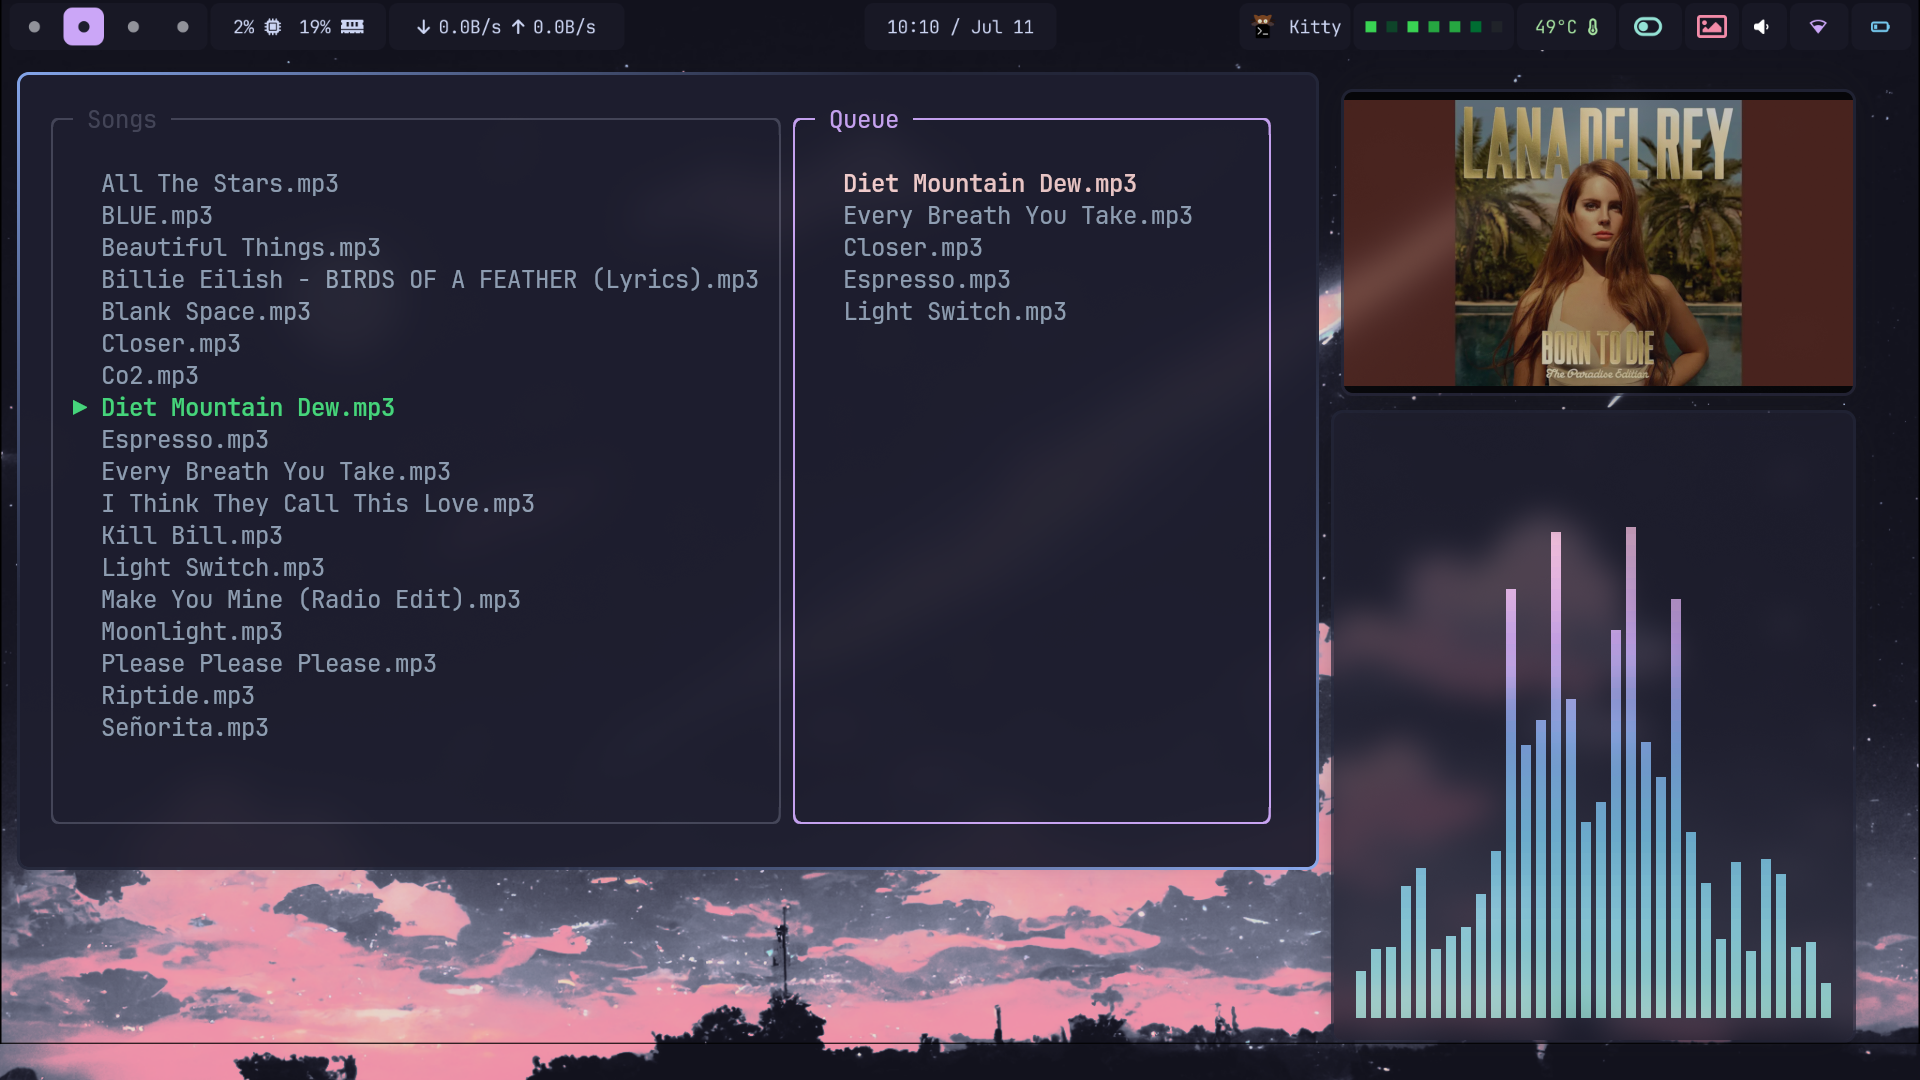 2% 19% 0.0B/s 0.0B/s 10:10 / Jul 11 Kitty 49°C
Songs
All The Stars.mp3
BLUE.mp3
Beautiful Things.mp3
Billie Eilish - BIRDS OF A FEATHER (Lyrics).mp3
Blank Space.mp3
Closer.mp3
Co2.mp3
Diet Mountain Dew.mp3
Espresso.mp3
Every Breath You Take.mp3
I Think They Call This Love.mp3
Kill Bill.mp3
Light Switch.mp3
Make You Mine (Radio Edit).mp3
Moonlight.mp3
Please Please Please.mp3
Riptide.mp3
Señorita.mp3
Queue
Diet Mountain Dew.mp3
Every Breath You Take.mp3
Closer.mp3
Espresso.mp3
Light Switch.mp3
LANA DEL REY
BORN TO DIE
The Paradise Edition